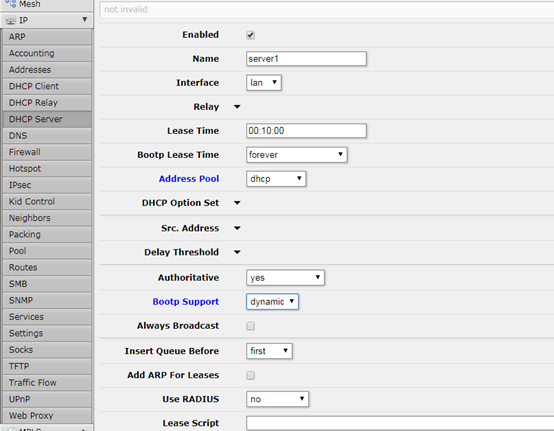 Mesh
IP
ARP
Accounting
Addresses
DHCP Client
DHCP Relay
DHCP Server
DNS
Firewall
Hotspot
IPsec
Kid Control
Neighbors
Packing
Pool
Routes
SMB
SNMP
Services
Settings
Socks
TFTP
Traffic Flow
UPnP
Web Proxy
MPLS
not invalid
Enabled
Name server1
Interface lan
Relay
Lease Time 00:10:00
Bootp Lease Time forever
Address Pool dhcp
DHCP Option Set
Src. Address
Delay Threshold
Authoritative yes
Bootp Support dynamic
Always Broadcast
Insert Queue Before first
Add ARP For Leases
Use RADIUS no
Lease Script